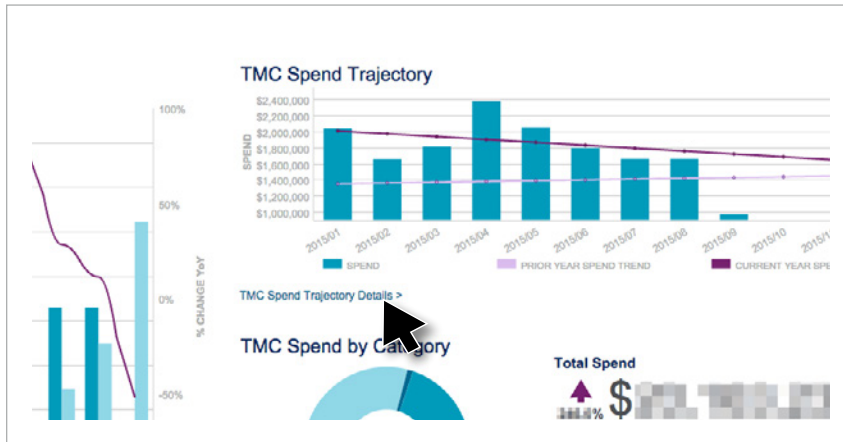 TMC Spend Trajectory
100%
50%
0%
-50%
% CHANGE YoY
SPEND
$2,400,000
$2,200,000
$2,000,000
$1,800,000
$1,600,000
$1,400,000
$1,200,000
$1,000,000
2015/01 2015/02 2015/03 2015/04 2015/05 2015/06 2015/07 2015/08 2015/09 2015/10
SPEND PRIOR YEAR SPEND TREND CURRENT YEAR
TMC Spend Trajectory Details >
TMC Spend by Category
Total Spend
$